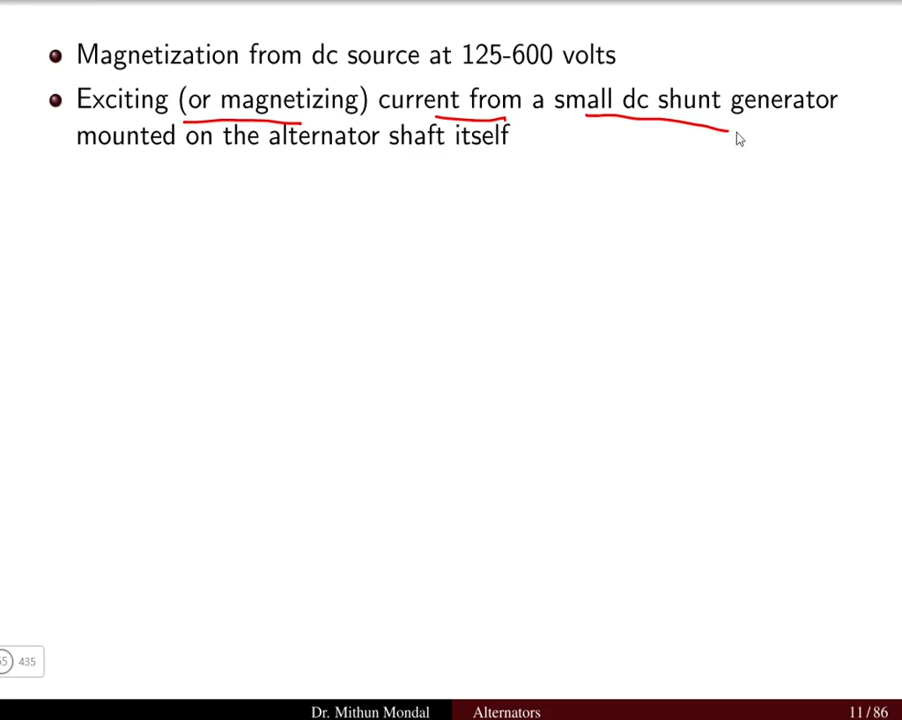 Magnetization from dc source at 125-600 volts
Exciting (or magnetizing) current from a small dc shunt generator
mounted on the alternator shaft itself
435
Dr. Mithun Mondal Alternators 11/86